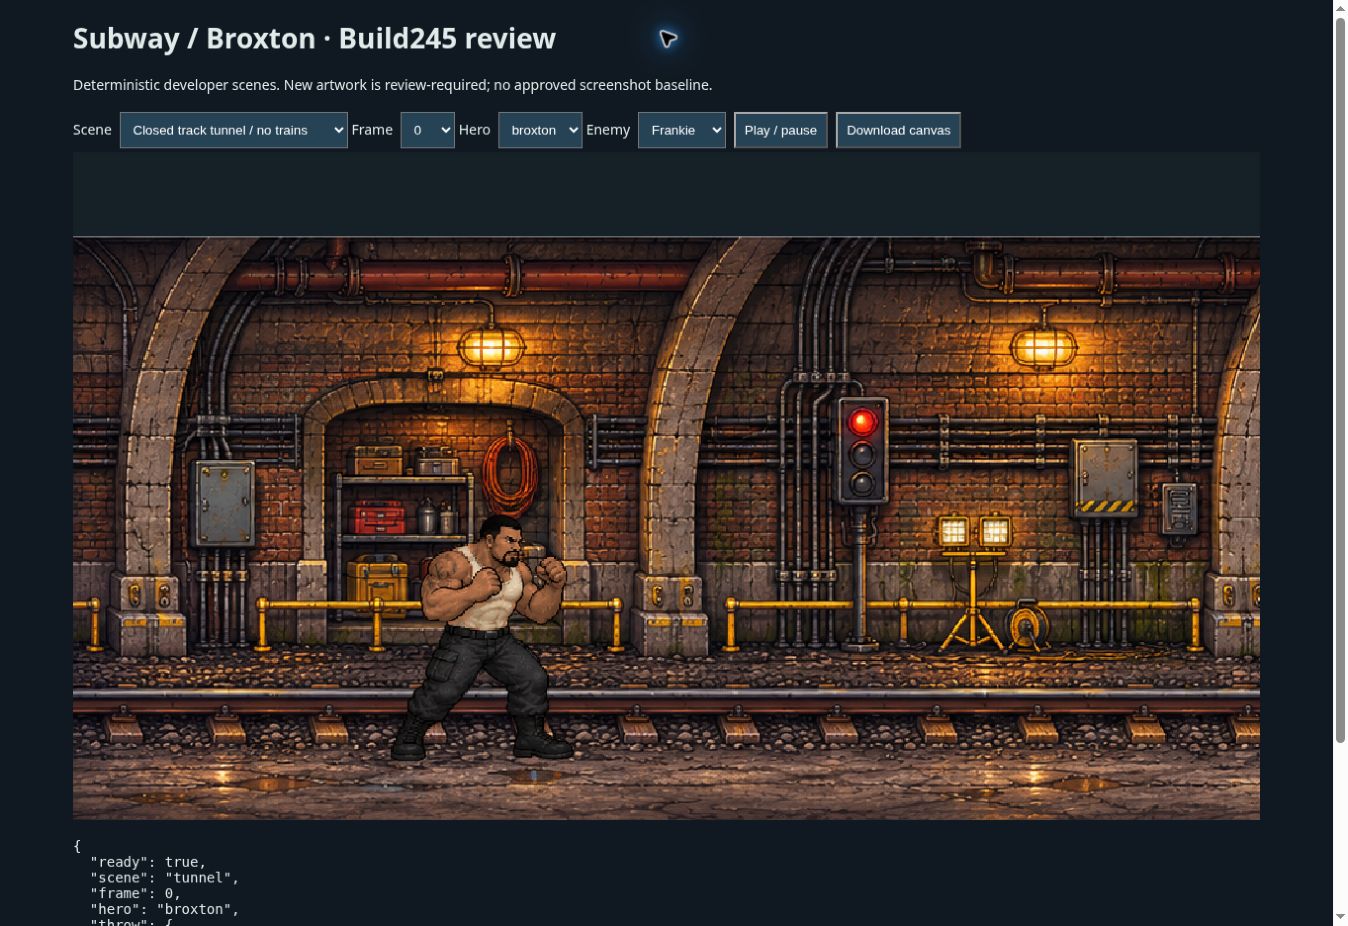 Subway / Broxton · Build245 review
Deterministic developer scenes. New artwork is review-required; no approved screenshot baseline.
Scene Closed track tunnel / no trains Frame 0 Hero broxton Enemy Frankie Play / pause Download canvas
{
"ready": true,
"scene": "tunnel",
"frame": 0,
"hero": "broxton",
"throw": {